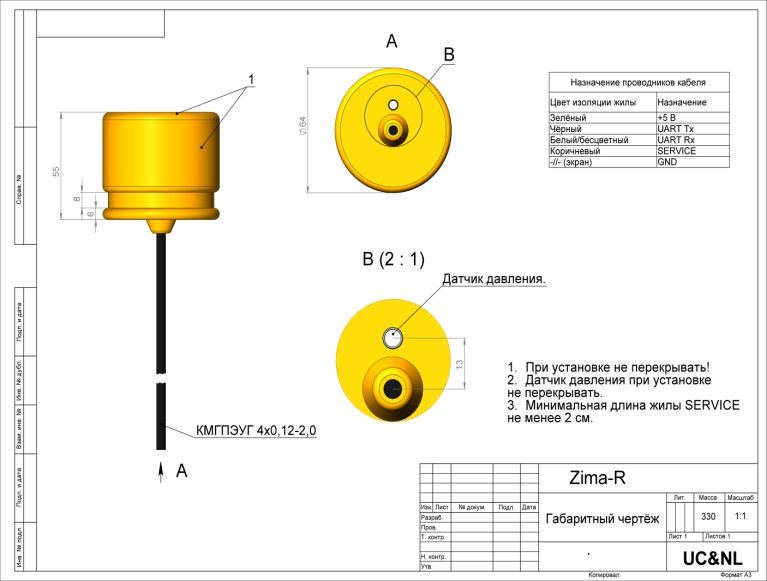 А
В
1
⌀64
55
8
6
Назначение проводников кабеля
Цвет изоляции жилы Назначение
Зелёный +5 В
Чёрный UART Tx
Белый/бесцветный UART Rx
Коричневый SERVICE
-//- (экран) GND
В (2 : 1)
Датчик давления.
13
КМГПЭУГ 4х0,12-2,0
А
1. При установке не перекрывать!
2. Датчик давления при установке
не перекрывать.
3. Минимальная длина жилы SERVICE
не менее 2 см.
Справ. №
Подп. и дата
Инв. № дубл.
Взам. инв. №
Подп. и дата
Инв. № подл.
Zima-R
Лит. Масса Масштаб
Изм. Лист № докум. Подп. Дата
Габаритный чертёж
330 1:1
Разраб.
Пров.
Т. контр.
Лист 1 Листов 1
Н. контр.
Утв.
UC&NL
Копировал Формат А3